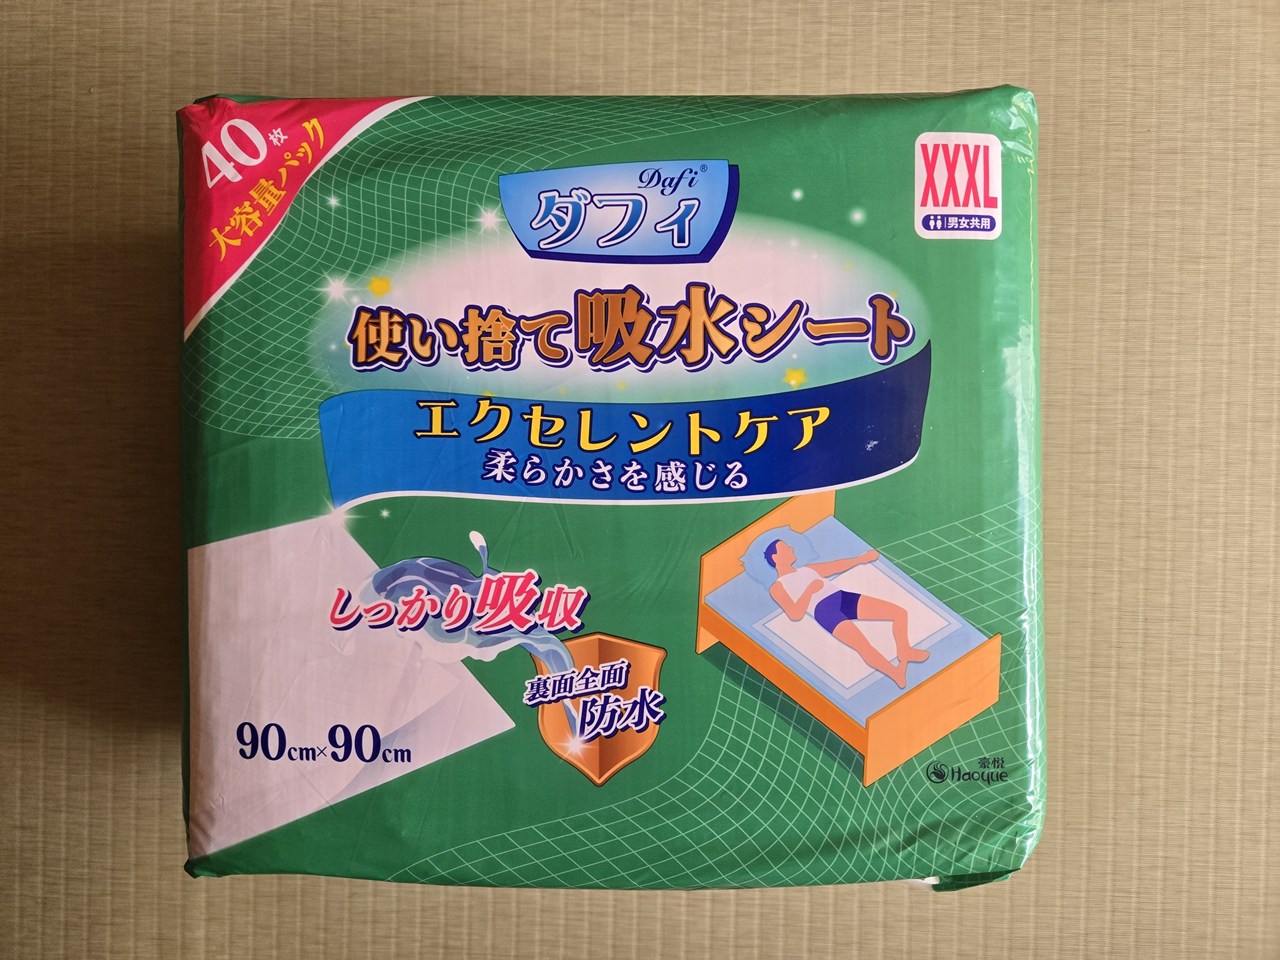 40枚
大容量パック
Dafi®
ダフィ
XXXL
男女共用
使い捨て吸水シート
エクセレントケア
柔らかさを感じる
しっかり吸収
裏面全面
防水
90cm×90cm
豪悦
Haoyue